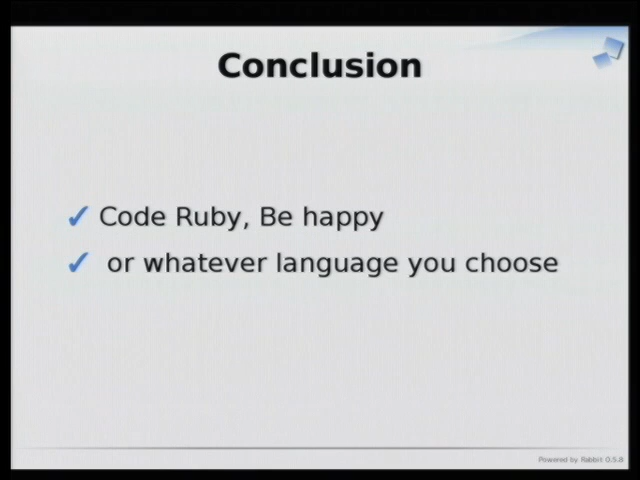 Conclusion
✓ Code Ruby, Be happy
✓ or whatever language you choose
Powered by Rabbit 0.5.8